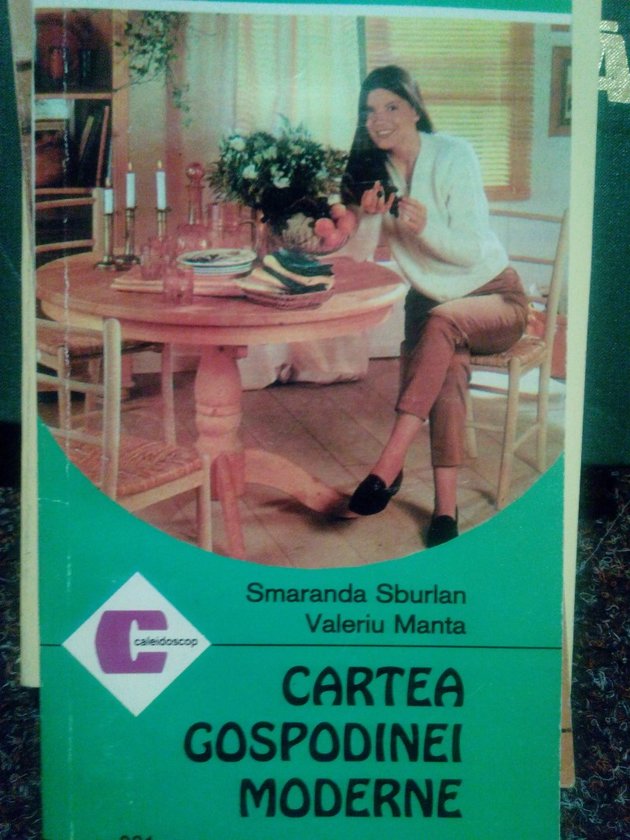 Ă
Smaranda Sburlan
Valeriu Manta
caleidoscop
CARTEA
GOSPODINEI
MODERNE